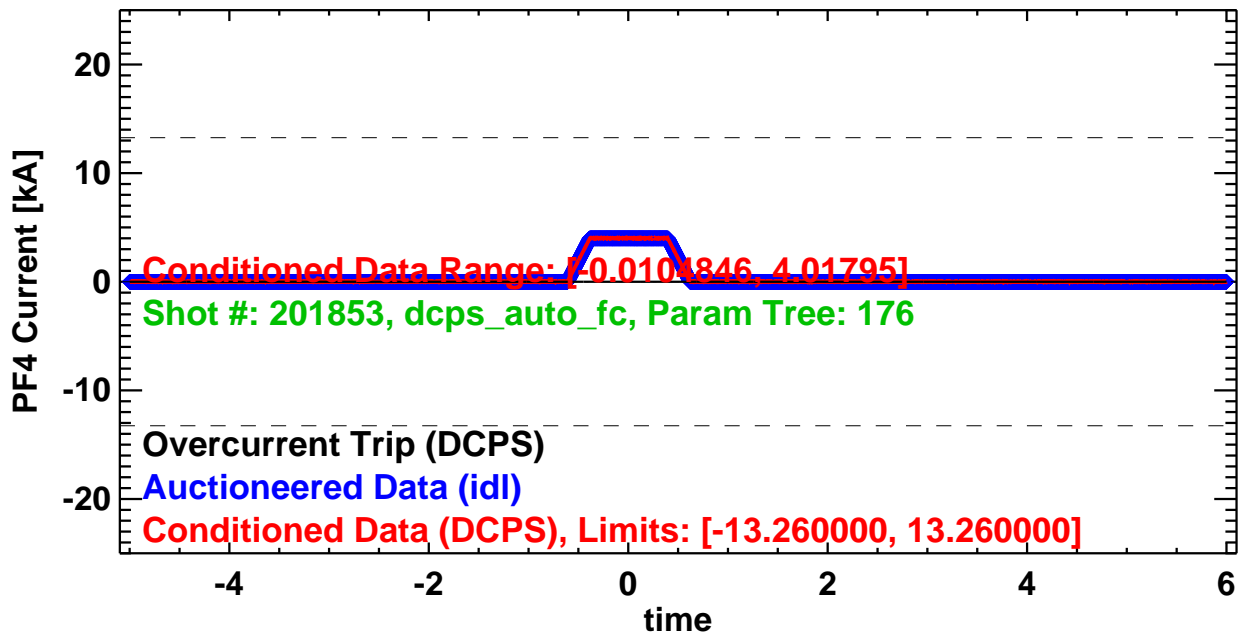 20
10
0
-10
-20
PF4 Current [kA]
Conditioned Data Range: [-0.0104846, 4.01795]
Shot #: 201853, dcps_auto_fc, Param Tree: 176
Overcurrent Trip (DCPS)
Auctioneered Data (idl)
Conditioned Data (DCPS), Limits: [-13.260000, 13.260000]
-4 -2 0 2 4 6
time